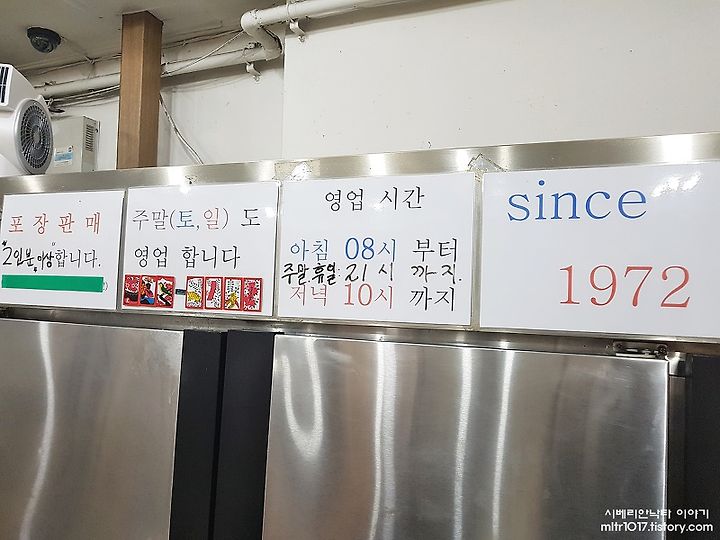 포장판매
"2인분" 이상 합니다.
주말(토,일) 도
영업 합니다
영업 시간
아침 08시 부터
주말.휴일: 21시 까지.
저녁 10시 까지
since
1972
시베리안낙타 이야기
mltr1017.tistory.com